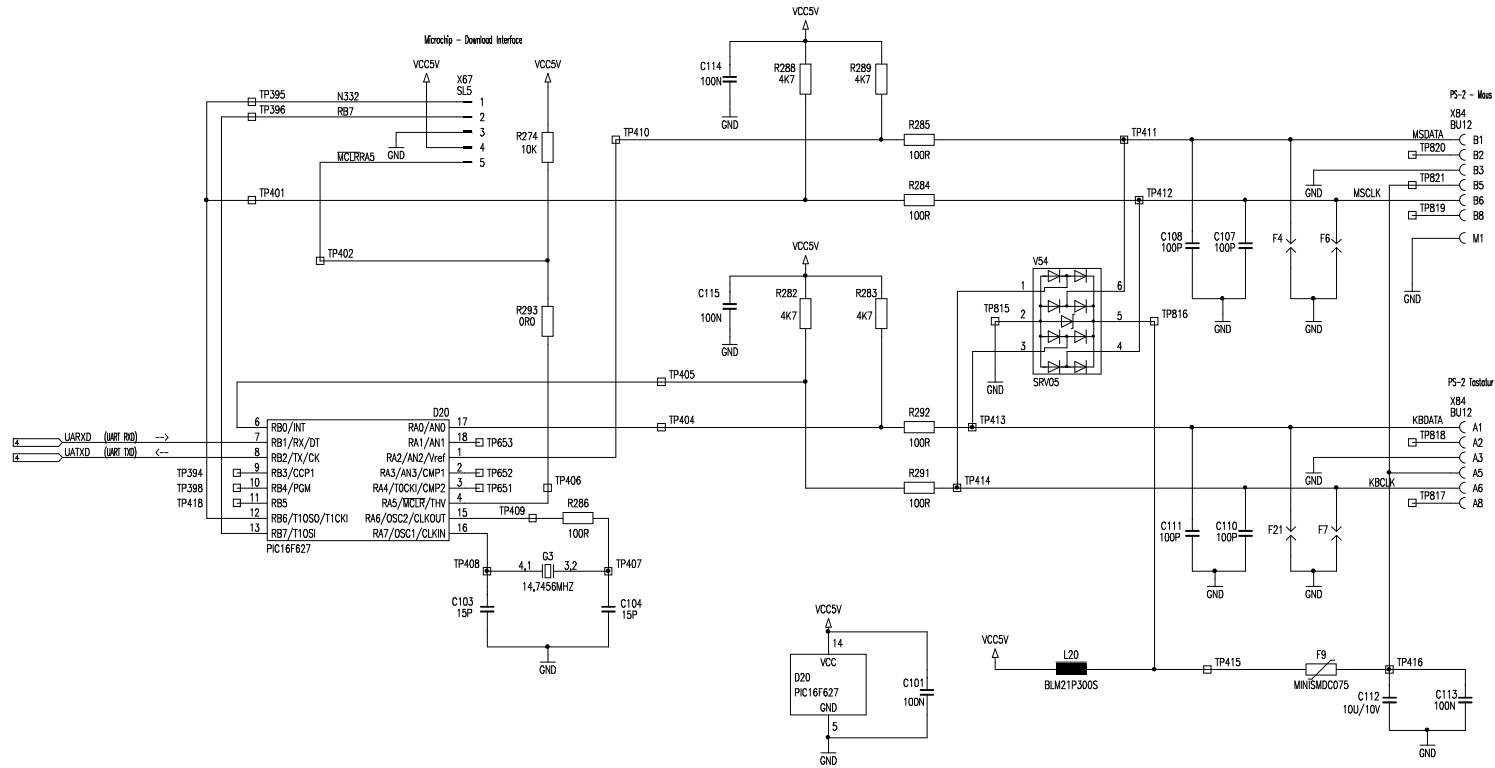 Microchip - Download Interface
VCC5V
VCC5V
VCC5V
X67
SL5
TP395
N332
1
TP396
RB7
2
3
GND
4
MCLRRA5
5
R274
10K
C114
100N
GND
R288
4K7
R289
4K7
TP410
R285
100R
TP411
PS-2 - Maus
X84
BU12
MSDATA
B1
TP820
B2
B3
GND
TP821
B5
MSCLK
B6
TP819
B8
M1
GND
TP401
R284
100R
TP412
TP402
C108
100P
C107
100P
F4
F6
GND
GND
VCC5V
C115
100N
GND
R282
4K7
R283
4K7
R293
0R0
V54
1
6
TP815
2
5
TP816
3
4
GND
SRV05
TP405
TP404
R292
100R
TP413
PS-2 Tastatur
X84
BU12
KBDATA
A1
TP818
A2
A3
GND
A5
KBCLK
A6
TP817
A8
R291
100R
TP414
D20
6
RB0/INT
RA0/AN0
17
4
UARXD
(UART RXD)
-->
7
RB1/RX/DT
RA1/AN1
18
TP653
4
UATXD
(UART TXD)
<--
8
RB2/TX/CK
RA2/AN2/Vref
1
TP394
9
RB3/CCP1
RA3/AN3/CMP1
2
TP652
TP398
10
RB4/PGM
RA4/T0CKI/CMP2
3
TP651
TP418
11
RB5
RA5/MCLR/THV
4
TP406
12
RB6/T1OSO/T1CKI
RA6/OSC2/CLKOUT
15
TP409
R286
100R
13
RB7/T1OSI
RA7/OSC1/CLKIN
16
PIC16F627
TP408
4,1
G3
3,2
TP407
14,7456MHZ
C103
15P
C104
15P
GND
C111
100P
C110
100P
F21
F7
GND
GND
VCC5V
14
VCC
D20
PIC16F627
GND
5
GND
C101
100N
VCC5V
L20
BLM21P300S
TP415
F9
MINISMDC075
TP416
C112
10U/10V
C113
100N
GND